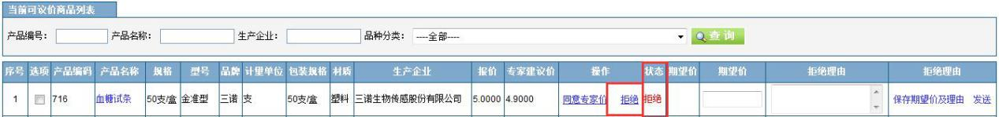 当前可议价商品列表
产品编号： 产品名称： 生产企业： 品种分类： ----全部---- 查 询
序号 选项 产品编码 产品名称 规格 型号 品牌 计量单位 包装规格 材质 生产企业 报价 专家建议价 操作 状态 期望价 期望价 拒绝理由 拒绝理由
1 716 血糖试条 50支/盒 金准型 三诺 支 50支/盒 塑料 三诺生物传感股份有限公司 5.0000 4.9000 同意专家价 拒绝 拒绝 保存期望价及理由 发送